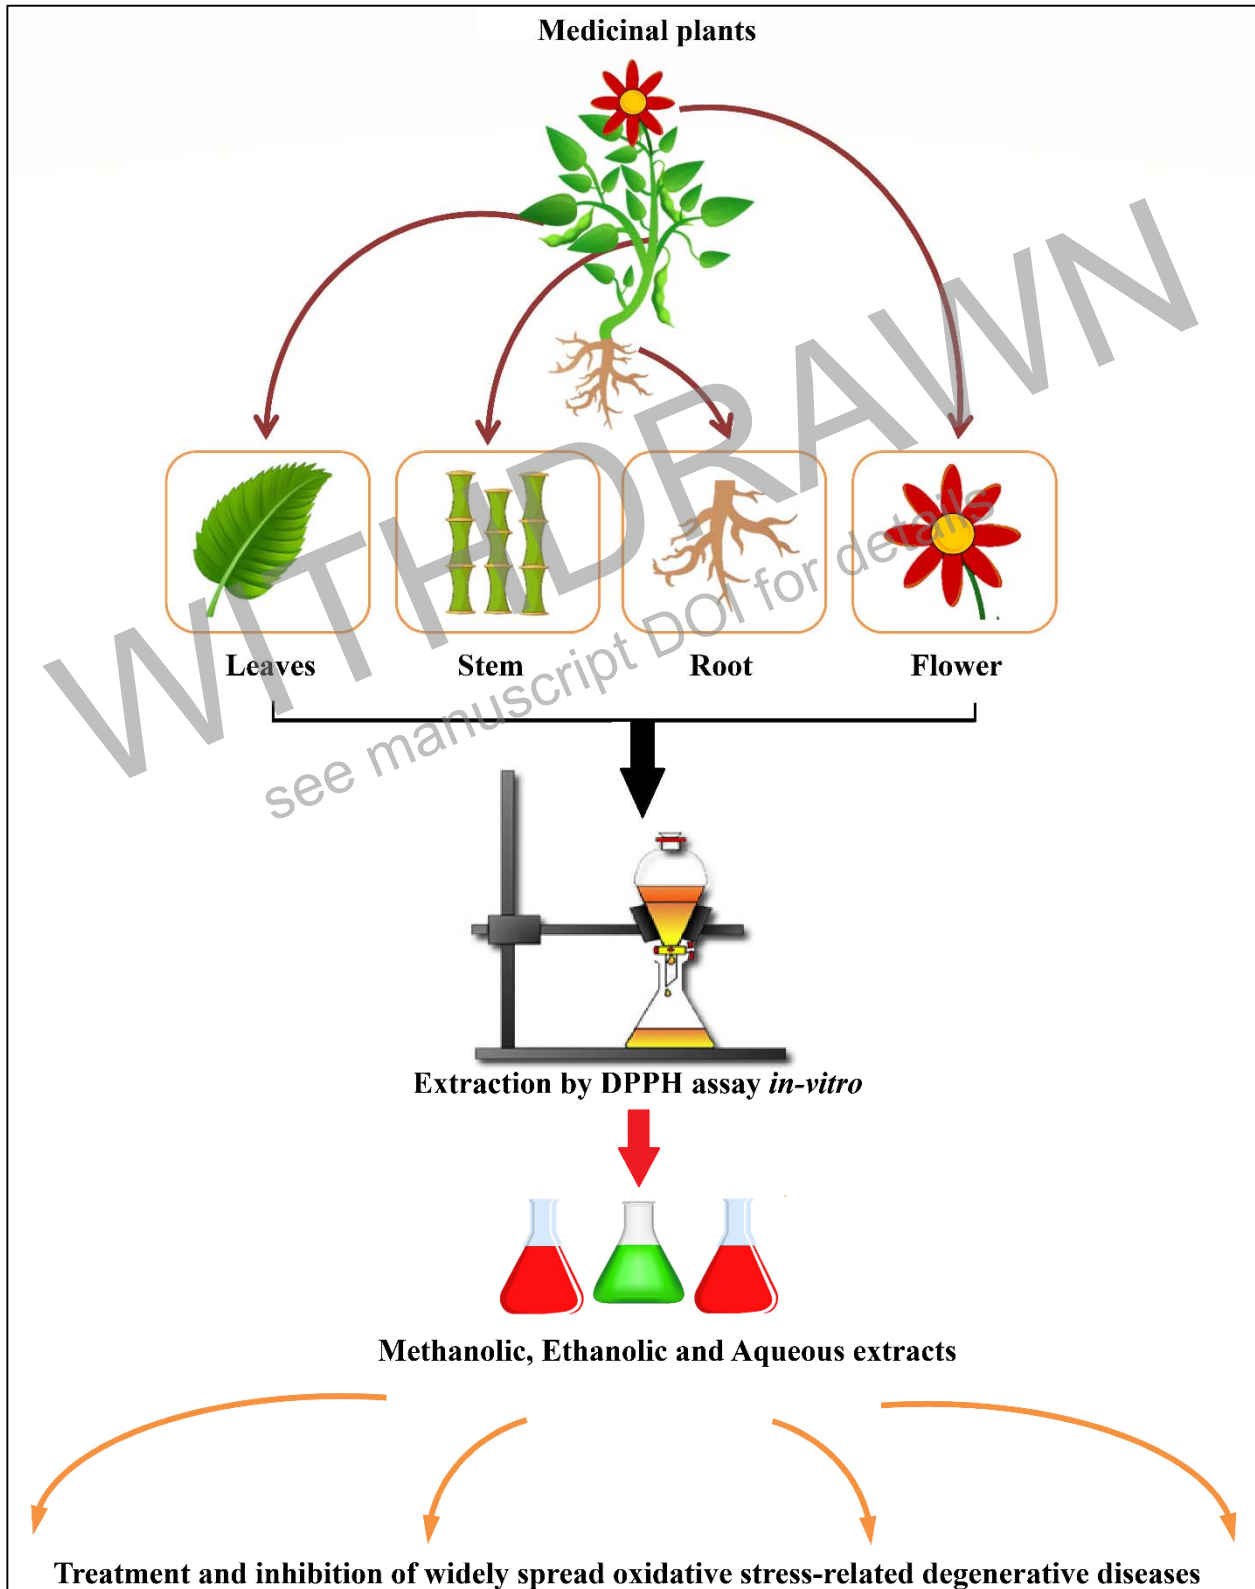 Medicinal plants
WITHDRAWN
see manuscript DOI for details
Leaves
Stem
Root
Flower
Extraction by DPPH assay in-vitro
Methanolic, Ethanolic and Aqueous extracts
Treatment and inhibition of widely spread oxidative stress-related degenerative diseases